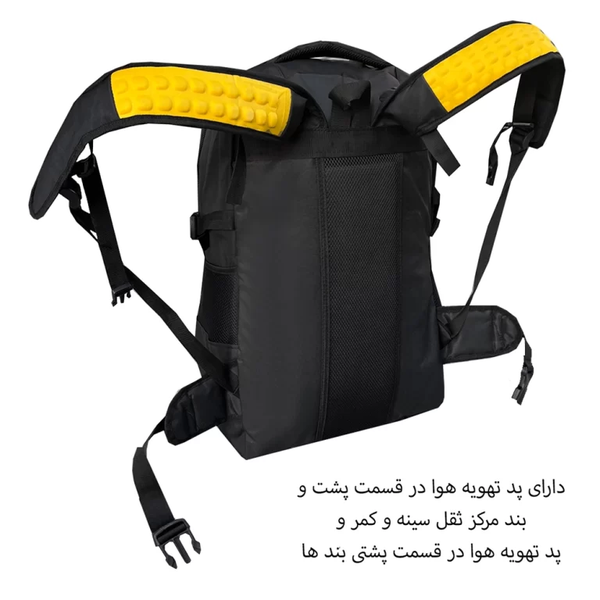 دارای پد تهویه هوا در قسمت پشت و
بند مرکز ثقل سینه و کمر و
پد تهویه هوا در قسمت پشتی بند ها